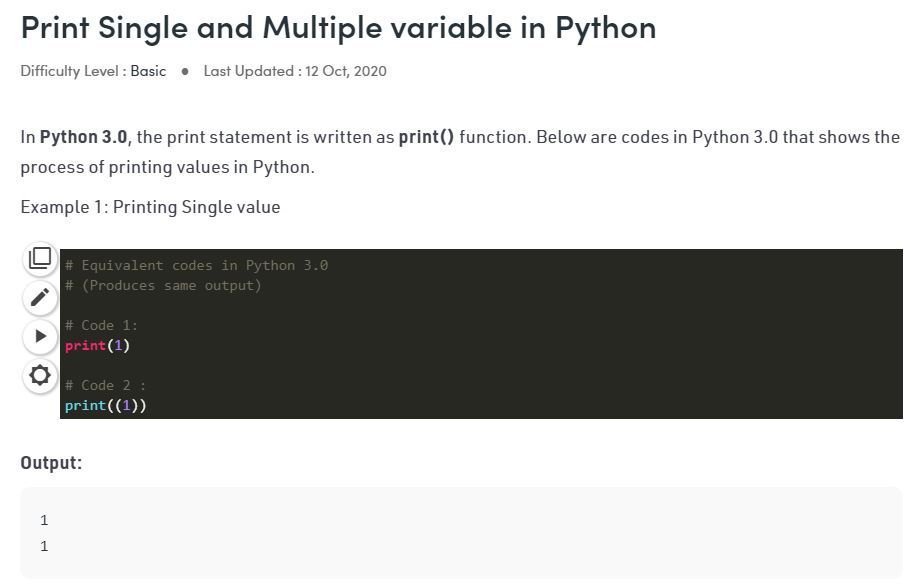 Print Single and Multiple variable in Python
Difficulty Level : Basic ● Last Updated : 12 Oct, 2020
In Python 3.0, the print statement is written as print() function. Below are codes in Python 3.0 that shows the
process of printing values in Python.
Example 1: Printing Single value
# Equivalent codes in Python 3.0
# (Produces same output)
# Code 1:
print(1)
# Code 2 :
print((1))
Output:
1
1